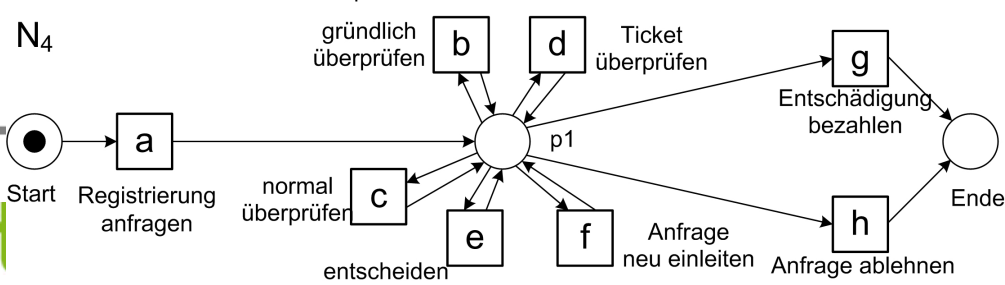 N4
gründlich
überprüfen
b
d
Ticket
überprüfen
g
Entschädigung
bezahlen
a
p1
Start
Registrierung
anfragen
normal
überprüfen
c
e
entscheiden
f
Anfrage
neu einleiten
h
Anfrage ablehnen
Ende